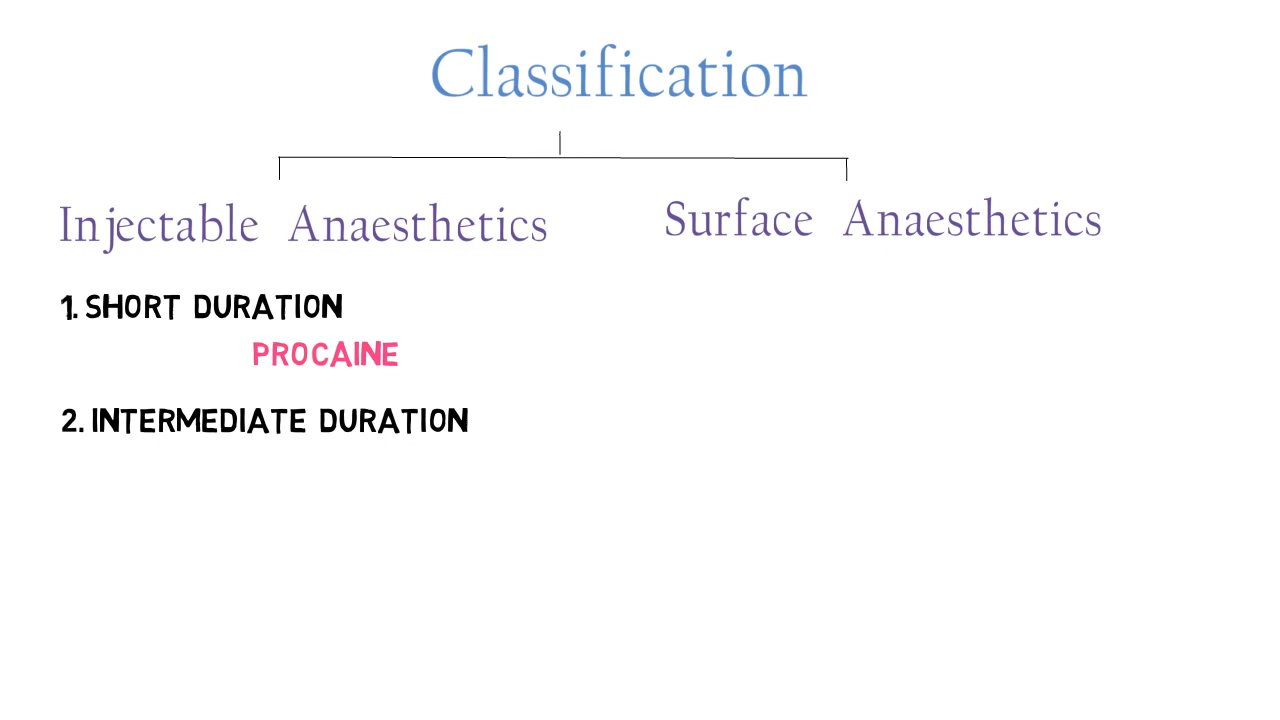 Classification
Injectable Anaesthetics
Surface Anaesthetics
1. SHORT DURATION
PROCAINE
2. INTERMEDIATE DURATION